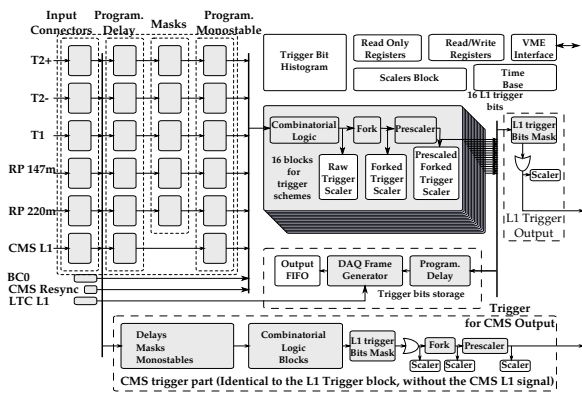 Input Connectors
Program. Delay
Masks
Program. Monostable
T2+
T2-
T1
RP 147m
RP 220m
CMS L1
BC0
CMS Resync
LTC L1
Trigger Bit Histogram
Read Only Registers
Read/Write Registers
VME Interface
Scalers Block
Time Base
16 L1 trigger bits
Combinatorial Logic
Fork
Prescaler
16 blocks for trigger schemes
Raw Trigger Scaler
Forked Trigger Scaler
Prescaled Forked Trigger Scaler
L1 trigger Bits Mask
Scaler
L1 Trigger Output
Output FIFO
DAQ Frame Generator
Program. Delay
Trigger bits storage
Trigger for CMS Output
Delays Masks Monostables
Combinatorial Logic Blocks
L1 trigger Bits Mask
Fork
Prescaler
Scaler
Scaler
Scaler
CMS trigger part (Identical to the L1 Trigger block, without the CMS L1 signal)